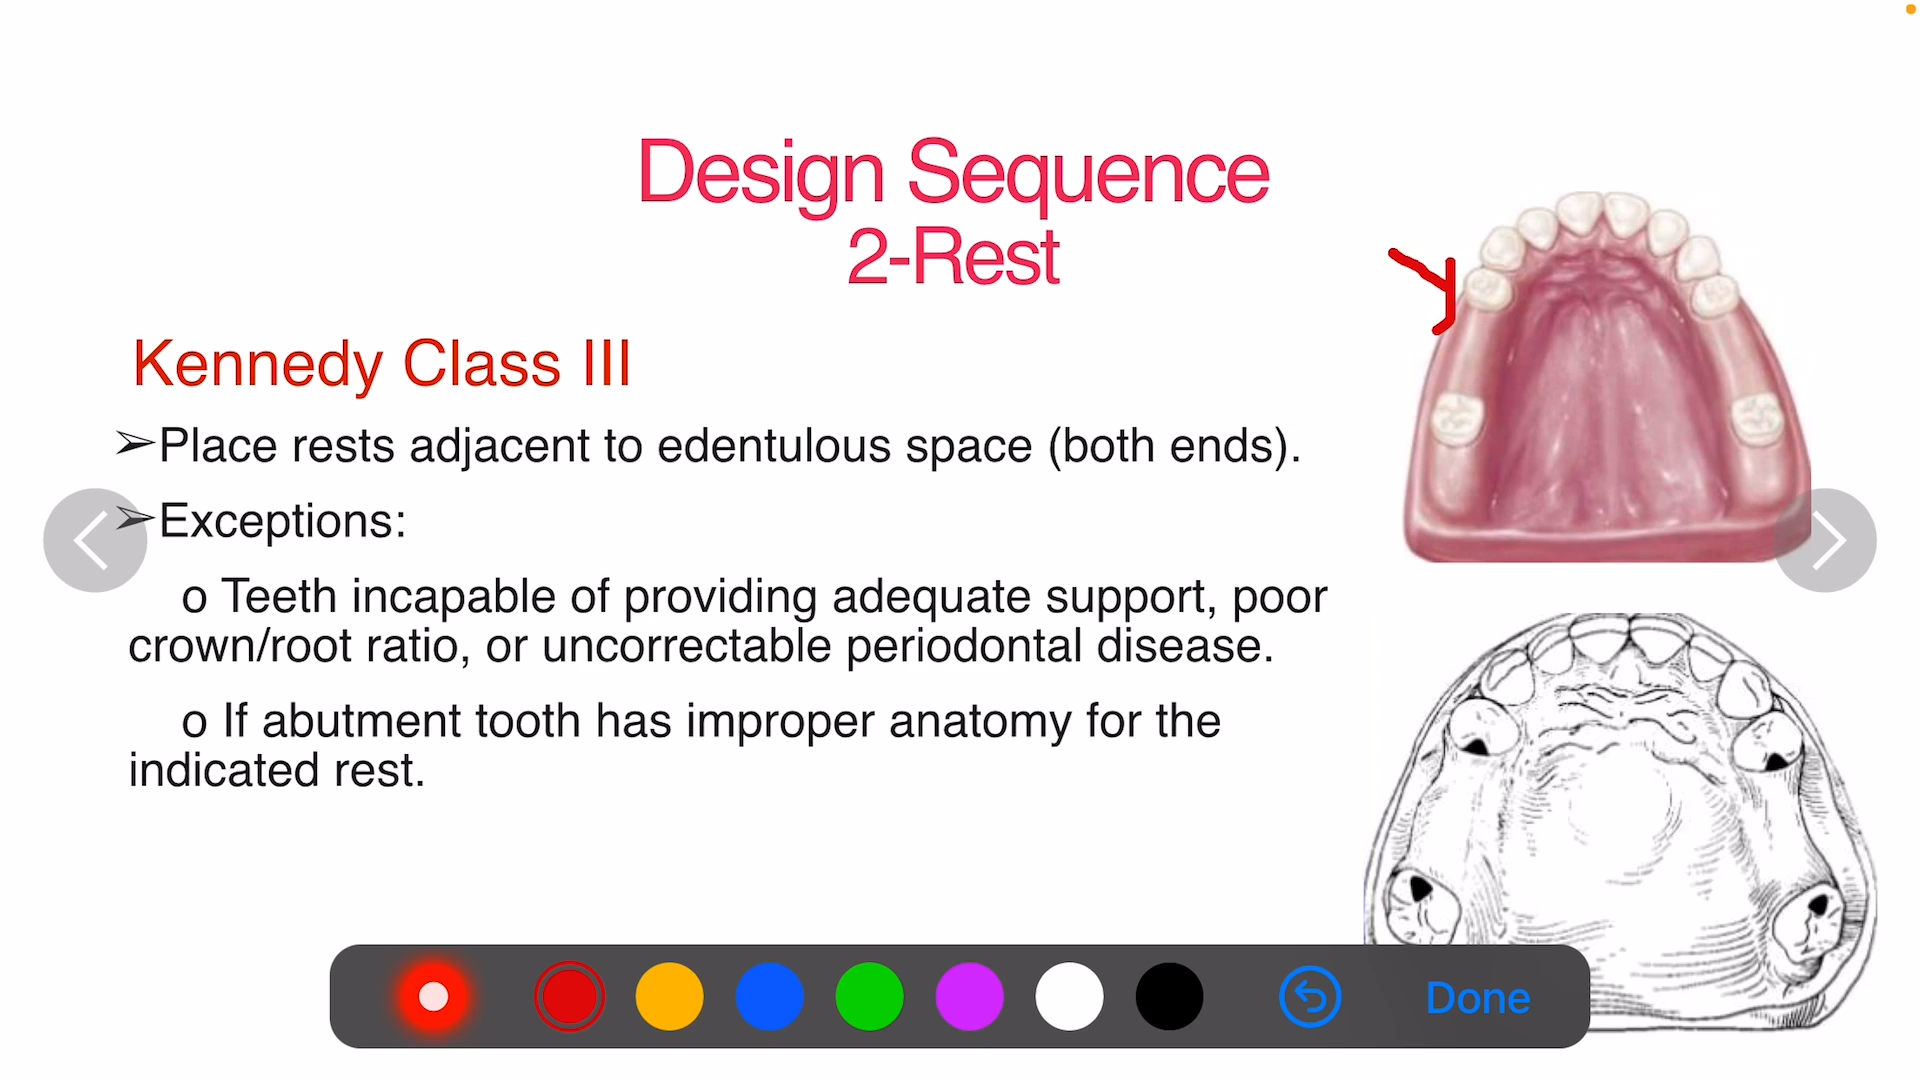 Design Sequence
2-Rest
Kennedy Class III
➢Place rests adjacent to edentulous space (both ends).
➢Exceptions:
o Teeth incapable of providing adequate support, poor
crown/root ratio, or uncorrectable periodontal disease.
o If abutment tooth has improper anatomy for the
indicated rest.
Done